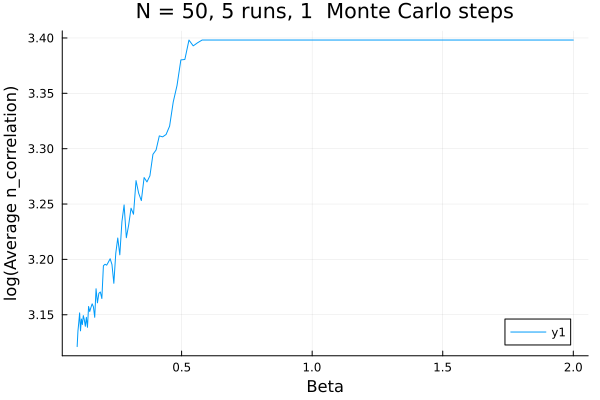 N = 50, 5 runs, 1  Monte Carlo steps
log(Average n_correlation)
3.40
3.35
3.30
3.25
3.20
3.15
y1
0.5 1.0 1.5 2.0
Beta